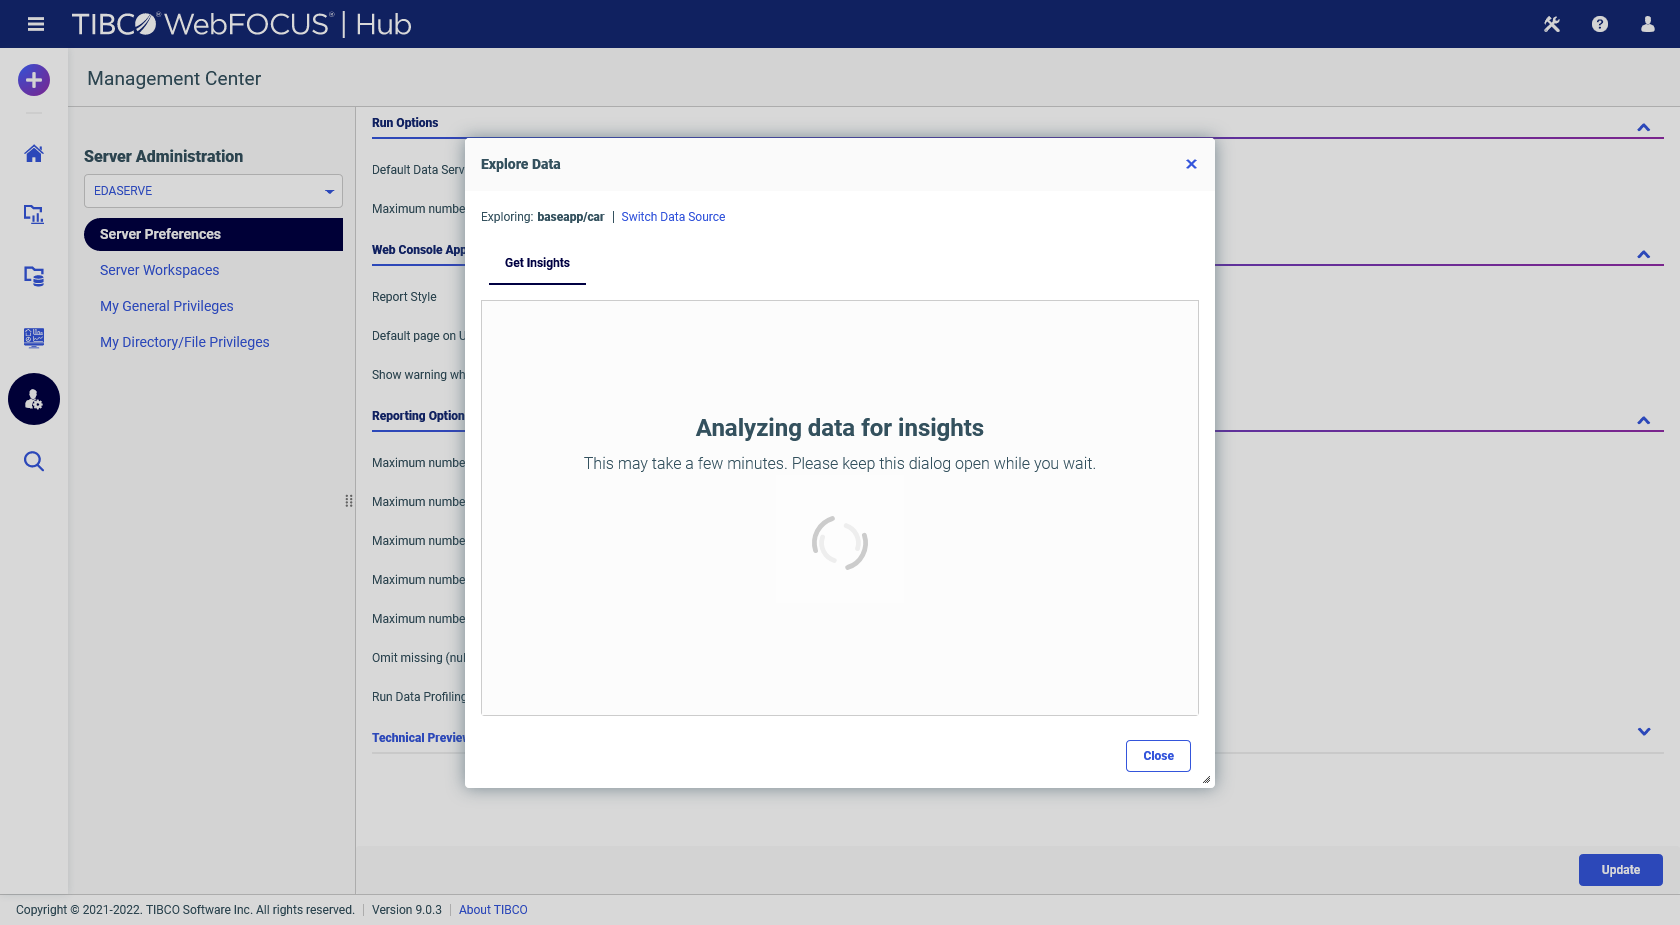 TIBCO® WebFOCUS® | Hub
Management Center
Server Administration
EDASERVE
Server Preferences
Server Workspaces
My General Privileges
My Directory/File Privileges
Run Options
Default Data Serv
Maximum numbe
Web Console App
Report Style
Default page on U
Show warning wh
Reporting Option
Maximum numbe
Maximum numbe
Maximum numbe
Maximum numbe
Maximum numbe
Omit missing (nul
Run Data Profiling
Technical Preview
Explore Data
Exploring: baseapp/car | Switch Data Source
Get Insights
Analyzing data for insights
This may take a few minutes. Please keep this dialog open while you wait.
Close
Update
Copyright © 2021-2022. TIBCO Software Inc. All rights reserved. | Version 9.0.3 | About TIBCO